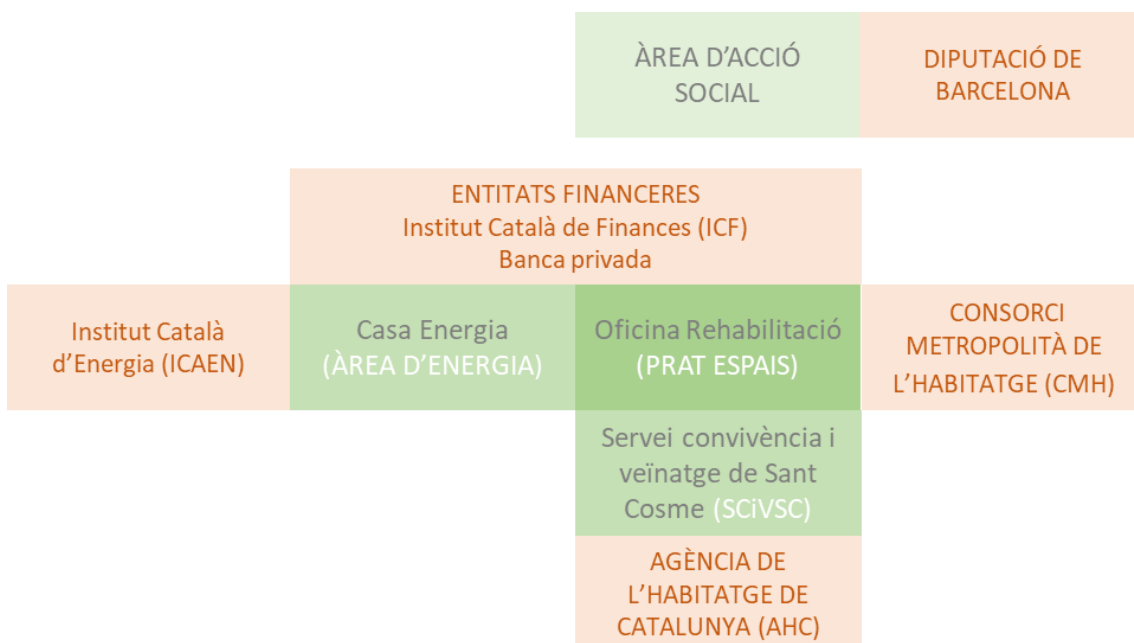 ÀREA D'ACCIÓ
SOCIAL
DIPUTACIÓ DE
BARCELONA
ENTITATS FINANCERES
Institut Català de Finances (ICF)
Banca privada
Institut Català
d'Energia (ICAEN)
Casa Energia
(ÀREA D'ENERGIA)
Oficina Rehabilitació
(PRAT ESPAIS)
CONSORCI
METROPOLITÀ DE
L'HABITATGE (CMH)
Servei convivència i
veïnatge de Sant
Cosme (SCiVSC)
AGÈNCIA DE
L'HABITATGE DE
CATALUNYA (AHC)